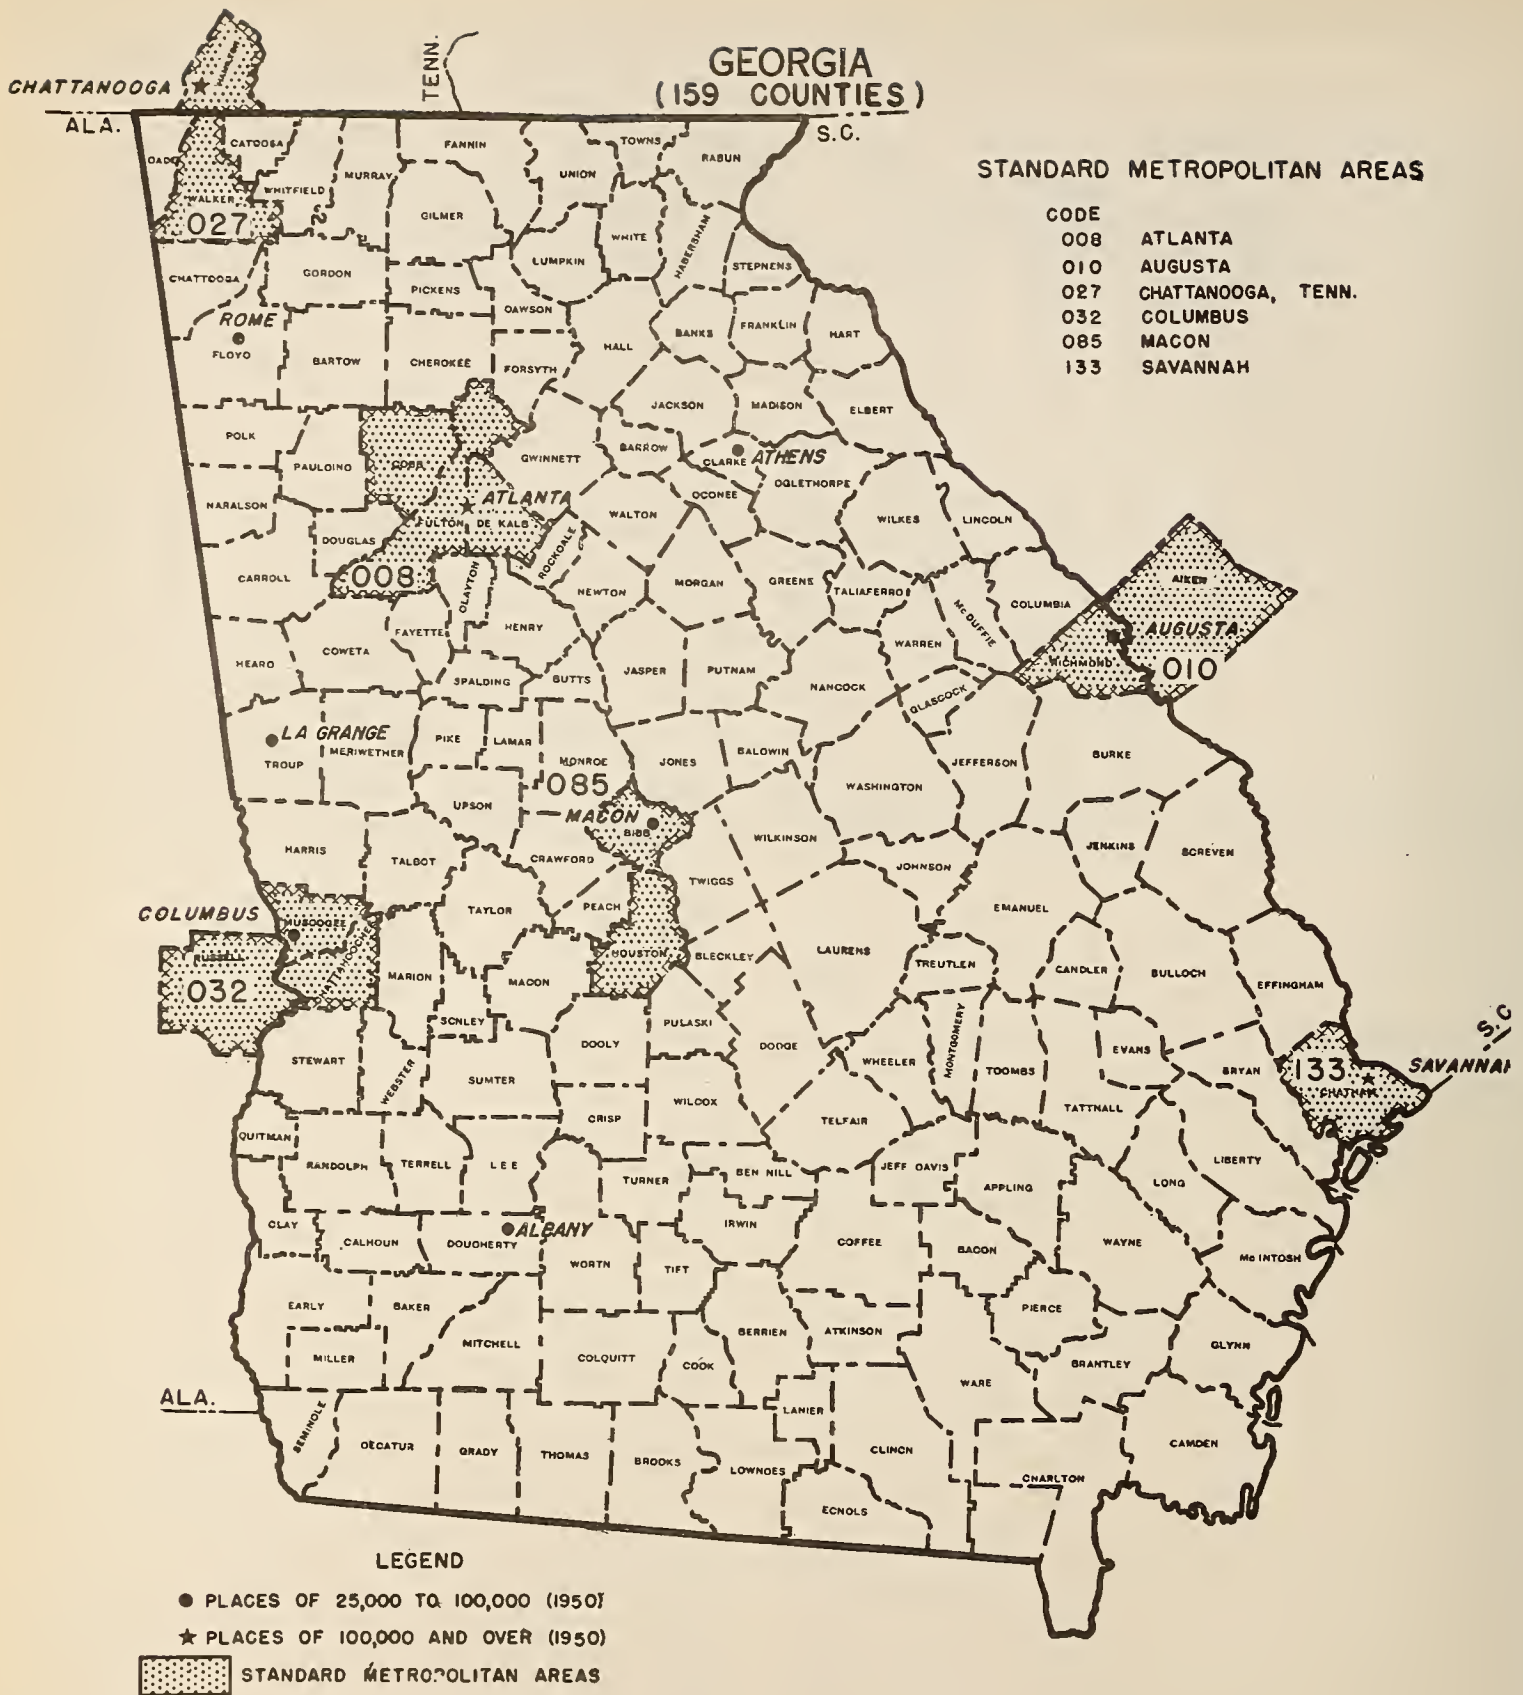 GEORGIA
(159 COUNTIES)
TENN.
CHATTANOOGA
HAMILTON
ALA.
S.C.
STANDARD METROPOLITAN AREAS
CODE
008 ATLANTA
010 AUGUSTA
027 CHATTANOOGA, TENN.
032 COLUMBUS
085 MACON
133 SAVANNAH
CATOOSA
FANNIN
TOWNS
RABUN
UNION
MURRAY
WHITFIELD
WALKER
027
GILMER
WHITE
HABERSHAM
LUMPKIN
STEPHENS
CHATTOOGA
GORDON
PICKENS
DAWSON
ROME
FLOYD
BARTOW
CHEROKEE
FORSYTH
HALL
BANKS
FRANKLIN
HART
JACKSON
MADISON
ELBERT
POLK
PAULDING
COBB
GWINNETT
BARROW
CLARKE
ATHENS
OGLETHORPE
OCONEE
ATLANTA
FULTON
DE KALB
WALTON
WILKES
LINCOLN
HARALSON
DOUGLAS
008
CARROLL
CLAYTON
ROCKDALE
NEWTON
MORGAN
GREENE
TALIAFERRO
McDUFFIE
COLUMBIA
AIKEN
FAYETTE
HENRY
WARREN
AUGUSTA
HEARD
COWETA
SPALDING
BUTTS
JASPER
PUTNAM
HANCOCK
GLASCOCK
RICHMOND
010
LA GRANGE
TROUP
MERIWETHER
PIKE
LAMAR
MONROE
085
JONES
BALDWIN
WASHINGTON
JEFFERSON
BURKE
UPSON
MACON
BIBB
WILKINSON
HARRIS
TALBOT
CRAWFORD
TWIGGS
JOHNSON
JENKINS
SCREVEN
COLUMBUS
MUSCOGEE
TAYLOR
PEACH
EMANUEL
RUSSELL
032
CHATTAHOOCHEE
MARION
MACON
HOUSTON
BLECKLEY
LAURENS
TREUTLEN
CANDLER
BULLOCH
EFFINGHAM
SCHLEY
STEWART
WEBSTER
SUMTER
DOOLY
PULASKI
DODGE
WHEELER
MONTGOMERY
TOOMBS
EVANS
BRYAN
133
CHATHAM
S.C
SAVANNAH
QUITMAN
RANDOLPH
TERRELL
LEE
CRISP
WILCOX
TELFAIR
TATTNALL
TURNER
BEN HILL
JEFF DAVIS
APPLING
LONG
LIBERTY
CLAY
CALHOUN
DOUGHERTY
ALBANY
WORTH
TIFT
IRWIN
COFFEE
BACON
WAYNE
Mc INTOSH
EARLY
BAKER
MILLER
MITCHELL
COLQUITT
COOK
BERRIEN
ATKINSON
PIERCE
BRANTLEY
GLYNN
WARE
ALA.
SEMINOLE
DECATUR
GRADY
THOMAS
BROOKS
LOWNDES
LANIER
CLINCH
ECHOLS
CHARLTON
CAMDEN
LEGEND
PLACES OF 25,000 TO 100,000 (1950)
PLACES OF 100,000 AND OVER (1950)
STANDARD METROPOLITAN AREAS